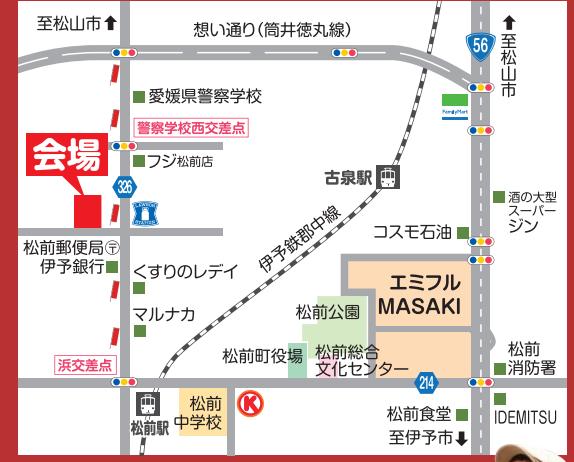 至松山市
想い通り(筒井徳丸線)
56
至松山市
愛媛県警察学校
FamilyMart
警察学校西交差点
会場
フジ松前店
326
古泉駅
LAWSON
STATION
酒の大型
スーパー
ジン
コスモ石油
伊予鉄郡中線
松前郵便局〒
伊予銀行
くすりのレデイ
エミフル
MASAKI
マルナカ
松前公園
松前町役場
松前総合
文化センター
松前
消防署
浜交差点
214
松前駅
松前
中学校
K
松前食堂
IDEMITSU
至伊予市